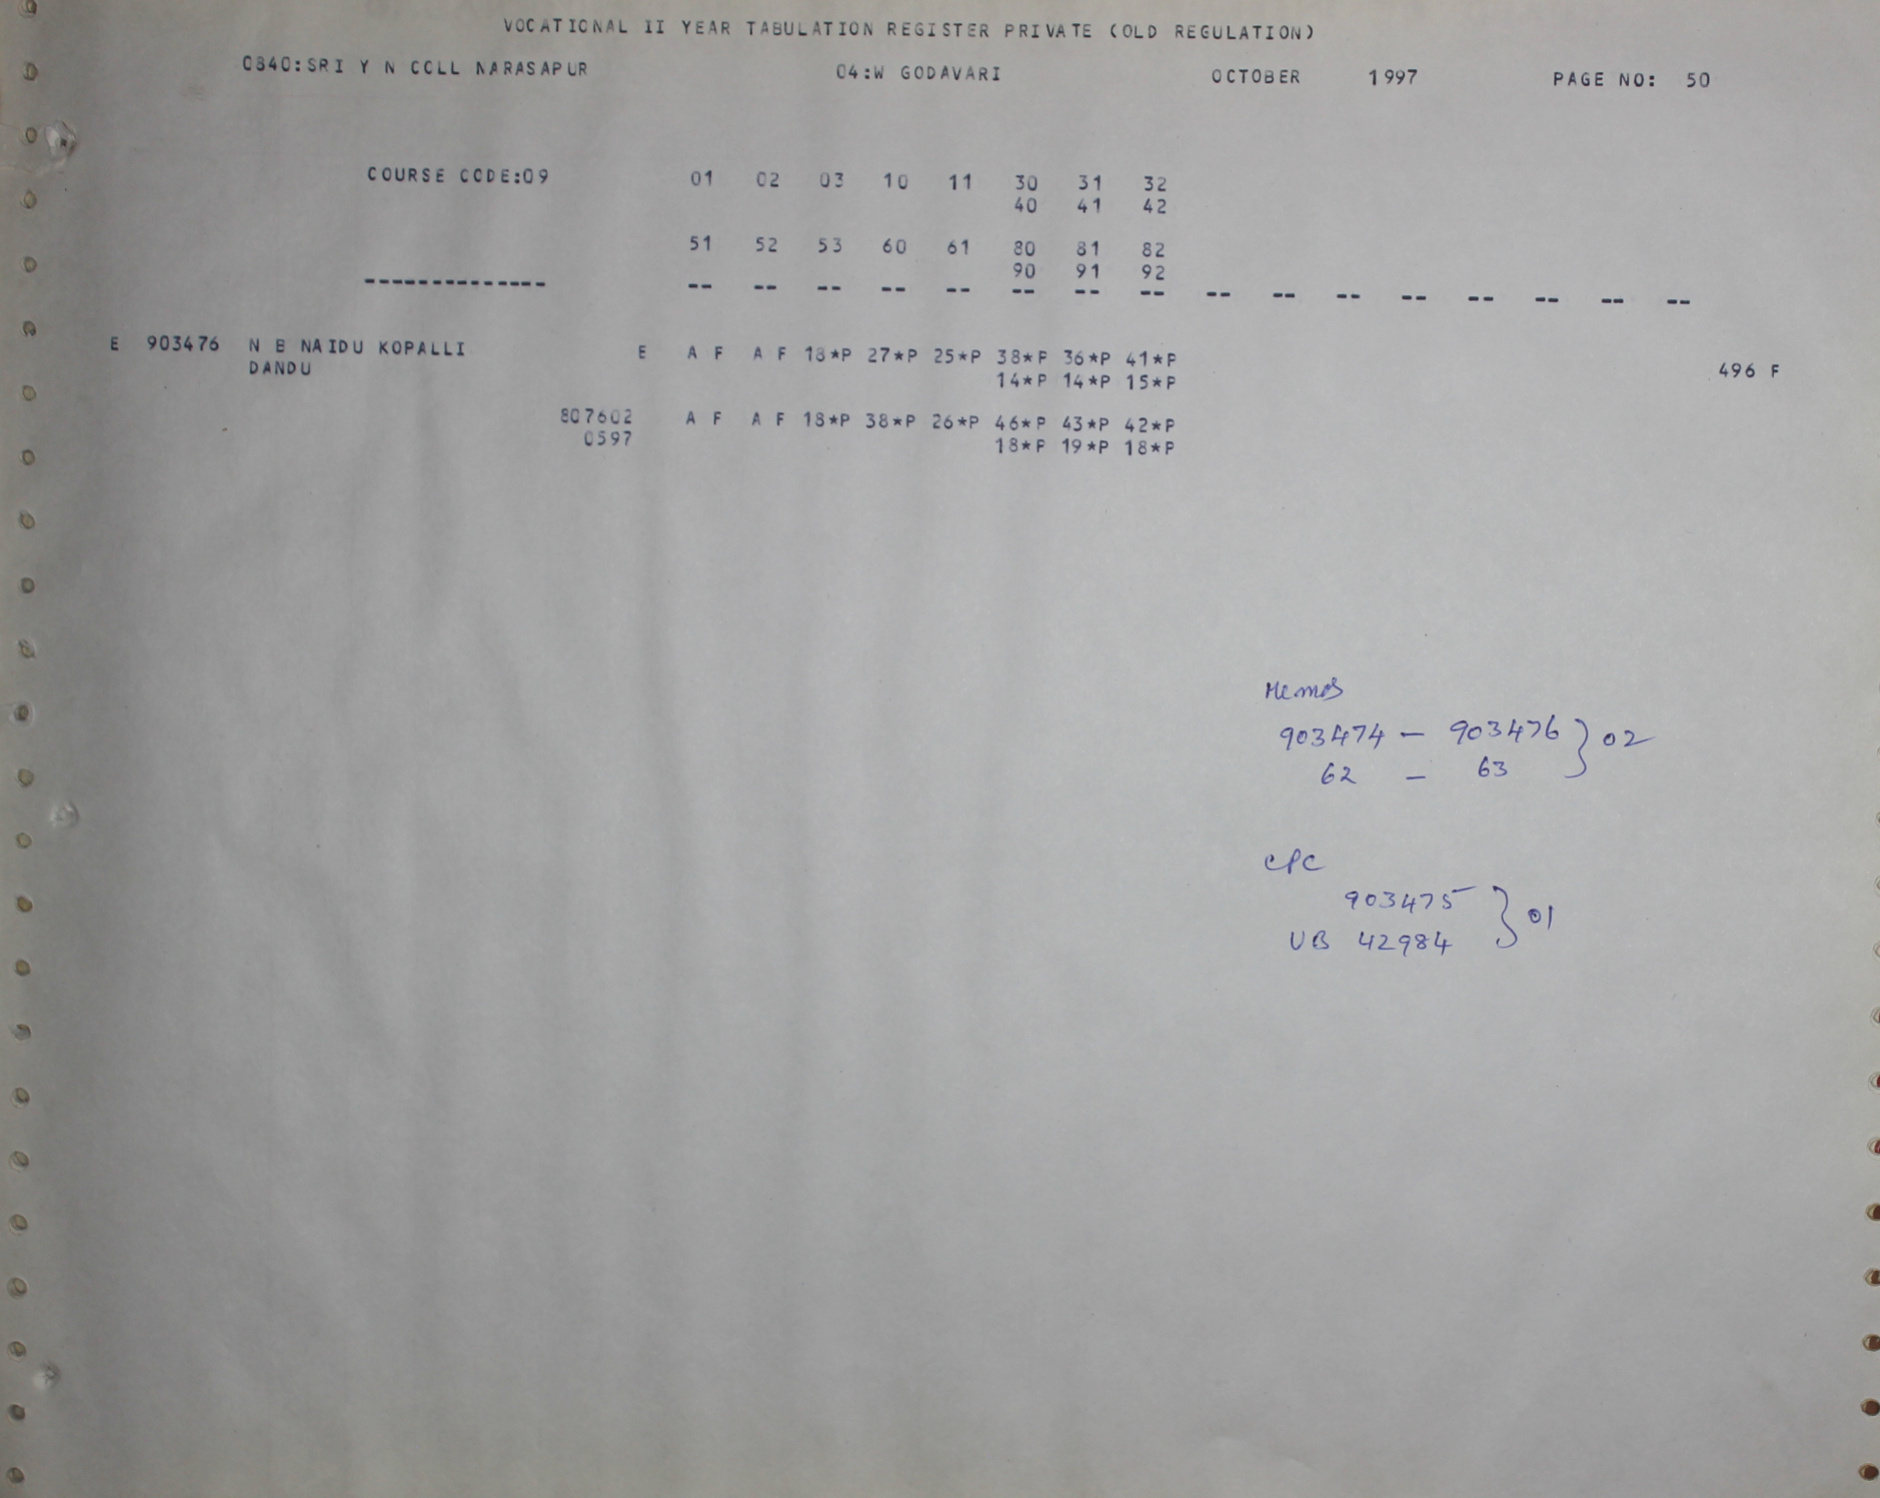 VOCATIONAL II YEAR TABULATION REGISTER PRIVATE (OLD REGULATION)
0840:SRI Y N COLL NARASAPUR 04:W GODAVARI OCTOBER 1997 PAGE NO: 50
COURSE CODE:09 01 02 03 10 11 30 31 32
40 41 42
51 52 53 60 61 80 81 82
90 91 92
-------------- -- -- -- -- -- -- -- -- -- -- -- -- -- -- -- --
E 903476 N B NAIDU KOPALLI E A F A F 18*P 27*P 25*P 38*P 36*P 41*P
DANDU 14*P 14*P 15*P 496 F
807602 A F A F 18*P 38*P 26*P 46*P 43*P 42*P
0597 18*P 19*P 18*P
Memos
903474 — 903476 } 02
62 — 63
CPC
903475 } 01
UB 42984